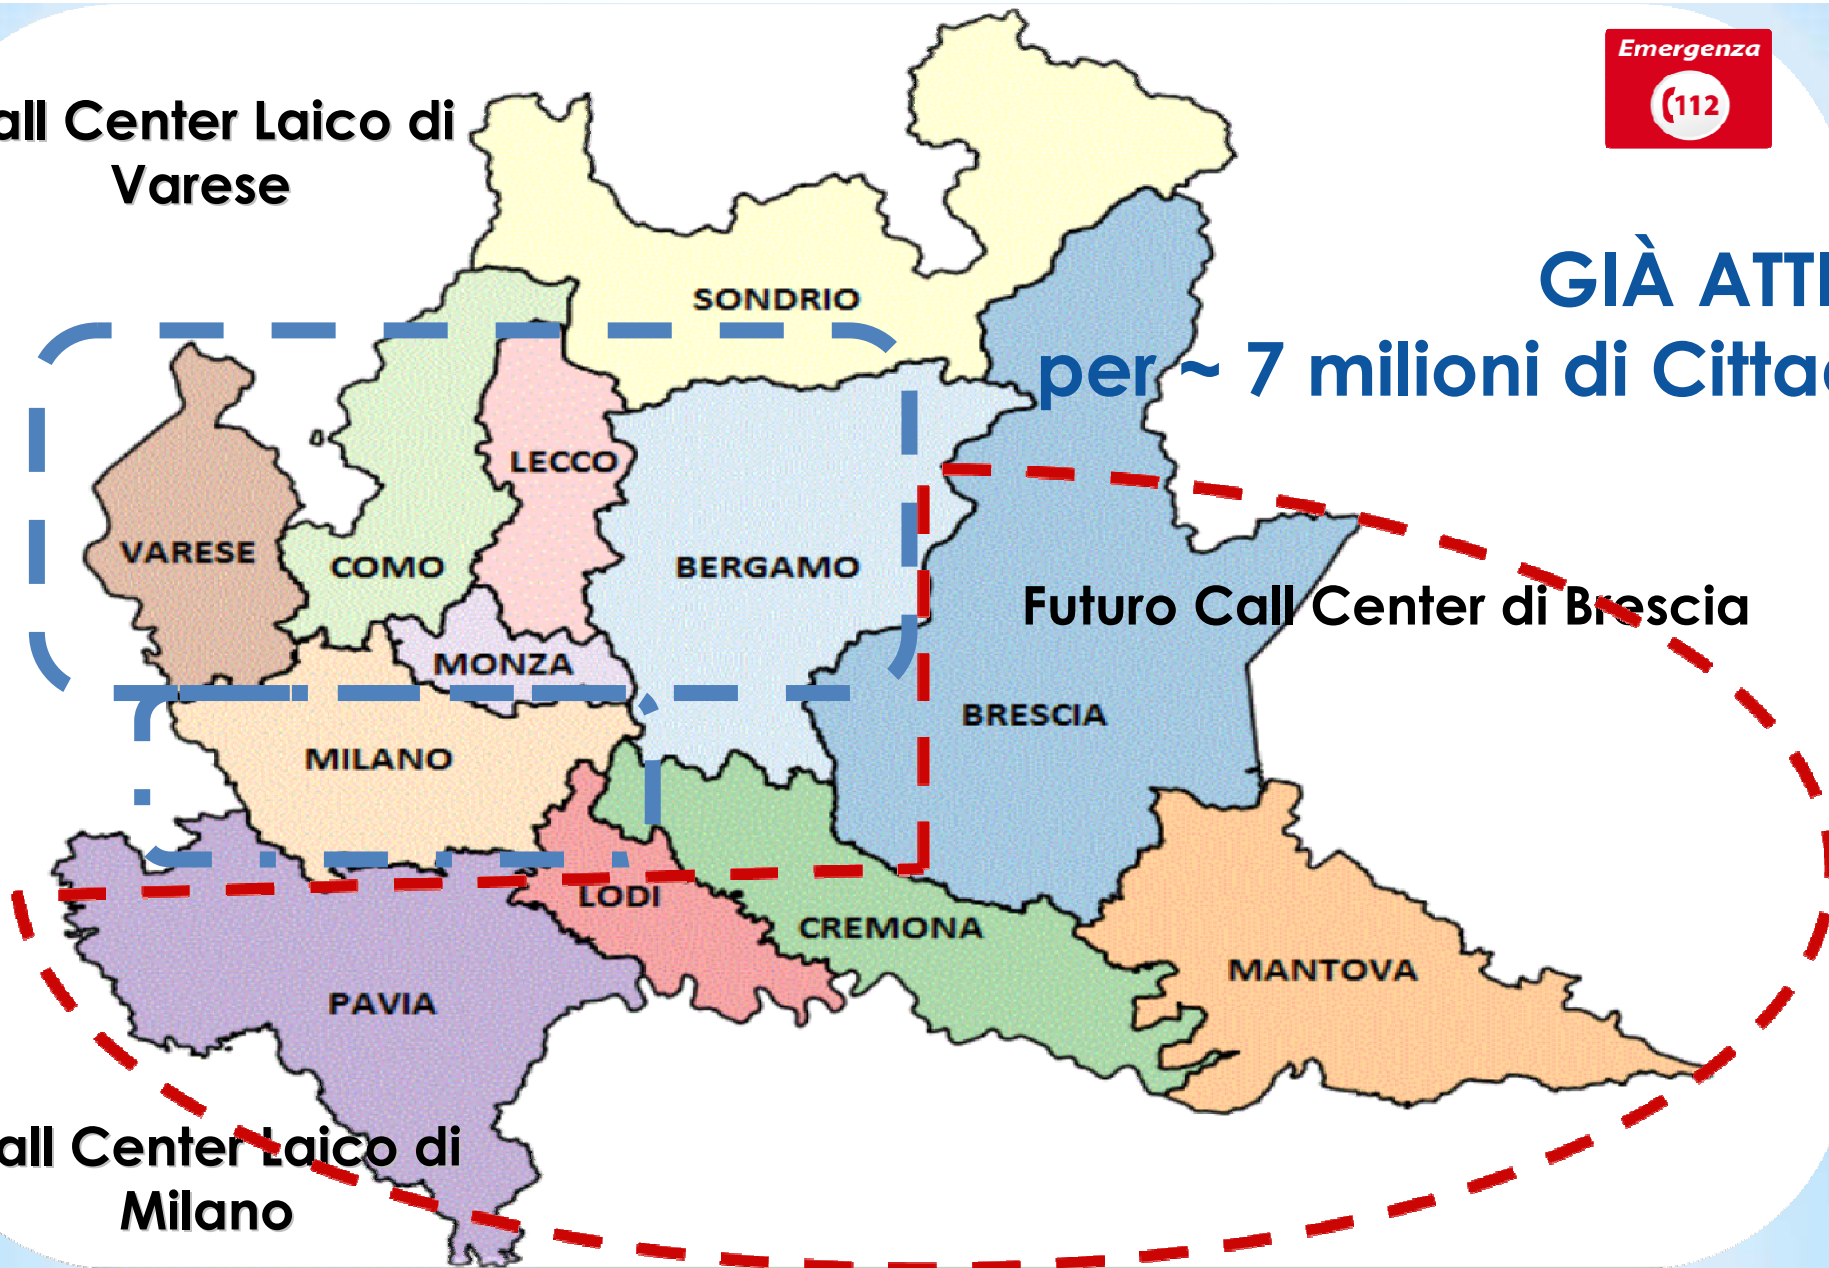 Emergenza
112
all Center Laico di
Varese
GIÀ ATTI
per ~ 7 milioni di Cittad
SONDRIO
LECCO
VARESE
COMO
BERGAMO
Futuro Call Center di Brescia
MONZA
BRESCIA
MILANO
LODI
CREMONA
MANTOVA
PAVIA
all Center Laico di
Milano